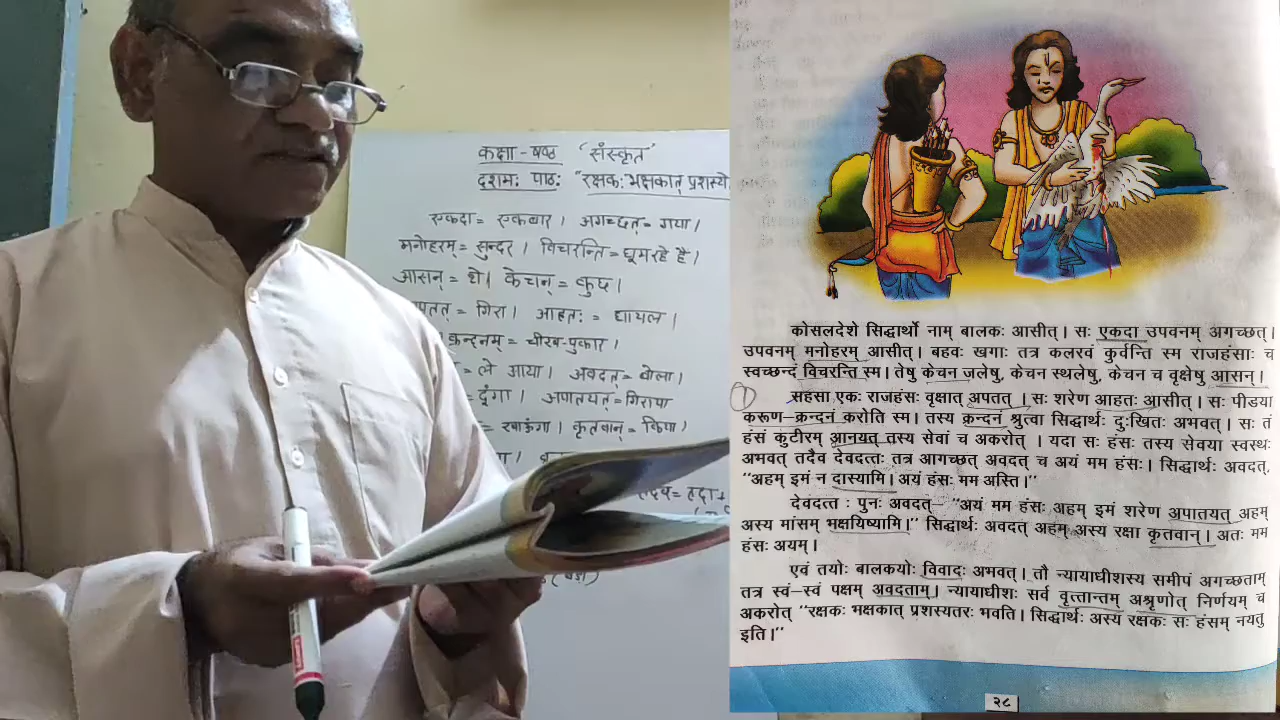 कक्षा - षष्ठ 'संस्कृत'
दशमः पाठः "रक्षकः भक्षकात् प्रशस्ये
एकदा = एकबार। अगच्छत् = गया।
मनोहरम् = सुन्दर। विचरन्ति = घूम रहे हैं।
आसन् = थे। केचन् = कुछ।
पतत् = गिरा। आहतः = घायल।
क्रन्दनम् = चीख-पुकार।
= ले आया। अवदत् = बोला।
= दूंगा। अपातयत् = गिराया
= खाऊंगा। कृतवान् = किया।
कोसलदेशे सिद्धार्थो नाम् बालकः आसीत्। सः एकदा उपवनम् अगच्छत्।
उपवनम् मनोहरम् आसीत्। बहवः खगाः तत्र कलरवं कुर्वन्ति स्म राजहंसाः च
स्वच्छन्दं विचरन्ति स्म। तेषु केचन जलेषु, केचन स्थलेषु, केचन च वृक्षेषु आसन्।
१ सहसा एकः राजहंसः वृक्षात् अपतत्। सः शरेण आहतः आसीत्। सः पीडया
करूण-क्रन्दनं करोति स्म। तस्य क्रन्दनं श्रुत्वा सिद्धार्थः दुःखितः अभवत्। सः तं
हंसं कुटीरम् आनयत् तस्य सेवां च अकरोत् । यदा सः हंसः तस्य सेवया स्वस्थः
अभवत् तदैव देवदत्तः तत्र आगच्छत् अवदत् च अयं मम हंसः। सिद्धार्थः अवदत्,
"अहम् इमं न दास्यामि। अयं हंसः मम अस्ति।"
देवदत्त : पुनः अवदत् "अयं मम हंसः अहम् इमं शरेण अपातयत् अहम्
अस्य मांसम् भक्षयिष्यामि।" सिद्धार्थः अवदत् अहम् अस्य रक्षा कृतवान्। अतः मम
हंसः अयम्।
एवं तयोः बालकयोः विवादः अभवत्। तौ न्यायाधीशस्य समीपं अगच्छताम्
तत्र स्वं-स्वं पक्षम् अवदताम्। न्यायाधीशः सर्व वृत्तान्तम् अश्रृणोत् निर्णयम् च
अकरोत् "रक्षकः भक्षकात् प्रशस्यतरः भवति। सिद्धार्थः अस्य रक्षकः सः हंसम् नयतु
इति।"
२८